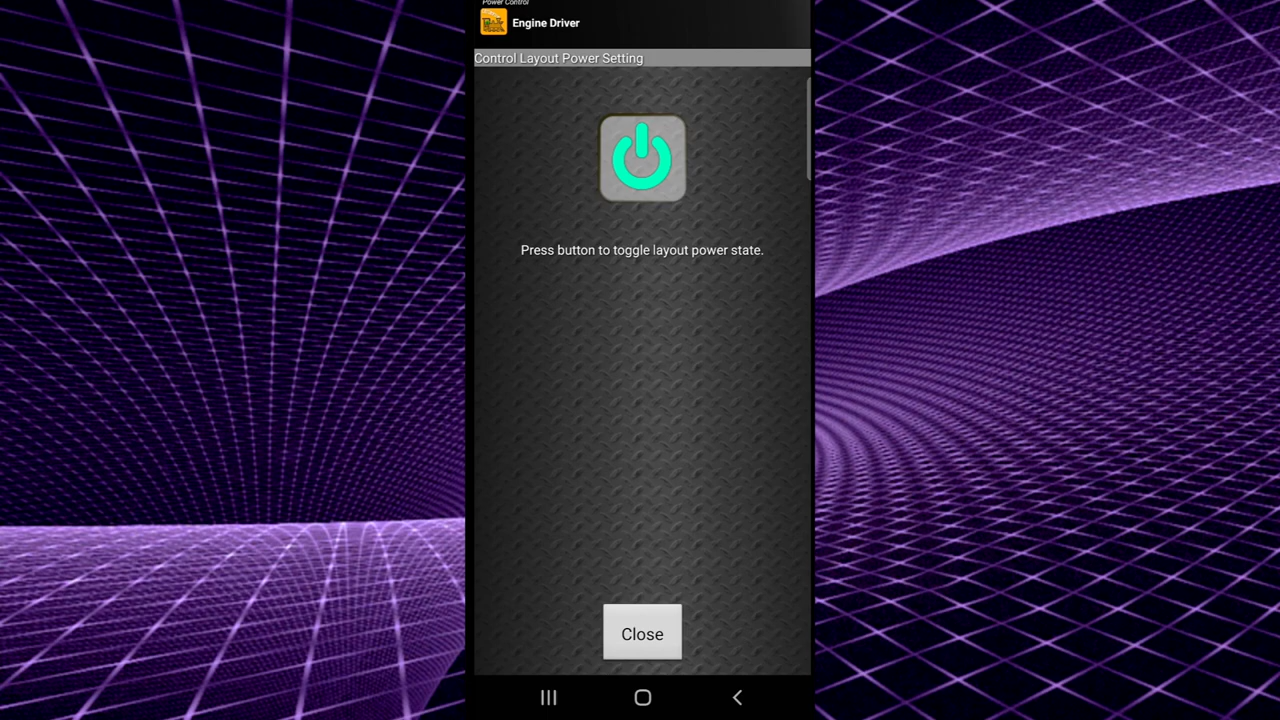 Power Control
Engine Driver
Control Layout Power Setting
Press button to toggle layout power state.
Close